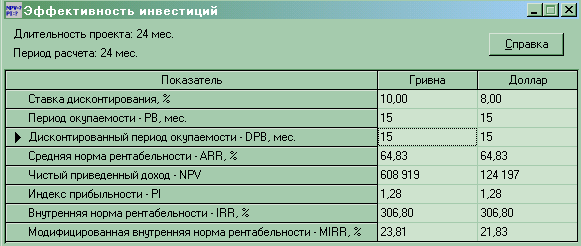 NPV-? PI-? Эффективность инвестиций
Длительность проекта: 24 мес.
Период расчета: 24 мес.
Справка
Показатель Гривна Доллар
Ставка дисконтирования, % 10,00 8,00
Период окупаемости - PB, мес. 15 15
Дисконтированный период окупаемости - DPB, мес. 15 15
Средняя норма рентабельности - ARR, % 64,83 64,83
Чистый приведенный доход - NPV 608 919 124 197
Индекс прибыльности - PI 1,28 1,28
Внутренняя норма рентабельности - IRR, % 306,80 306,80
Модифицированная внутренняя норма рентабельности - MIRR, % 23,81 21,83